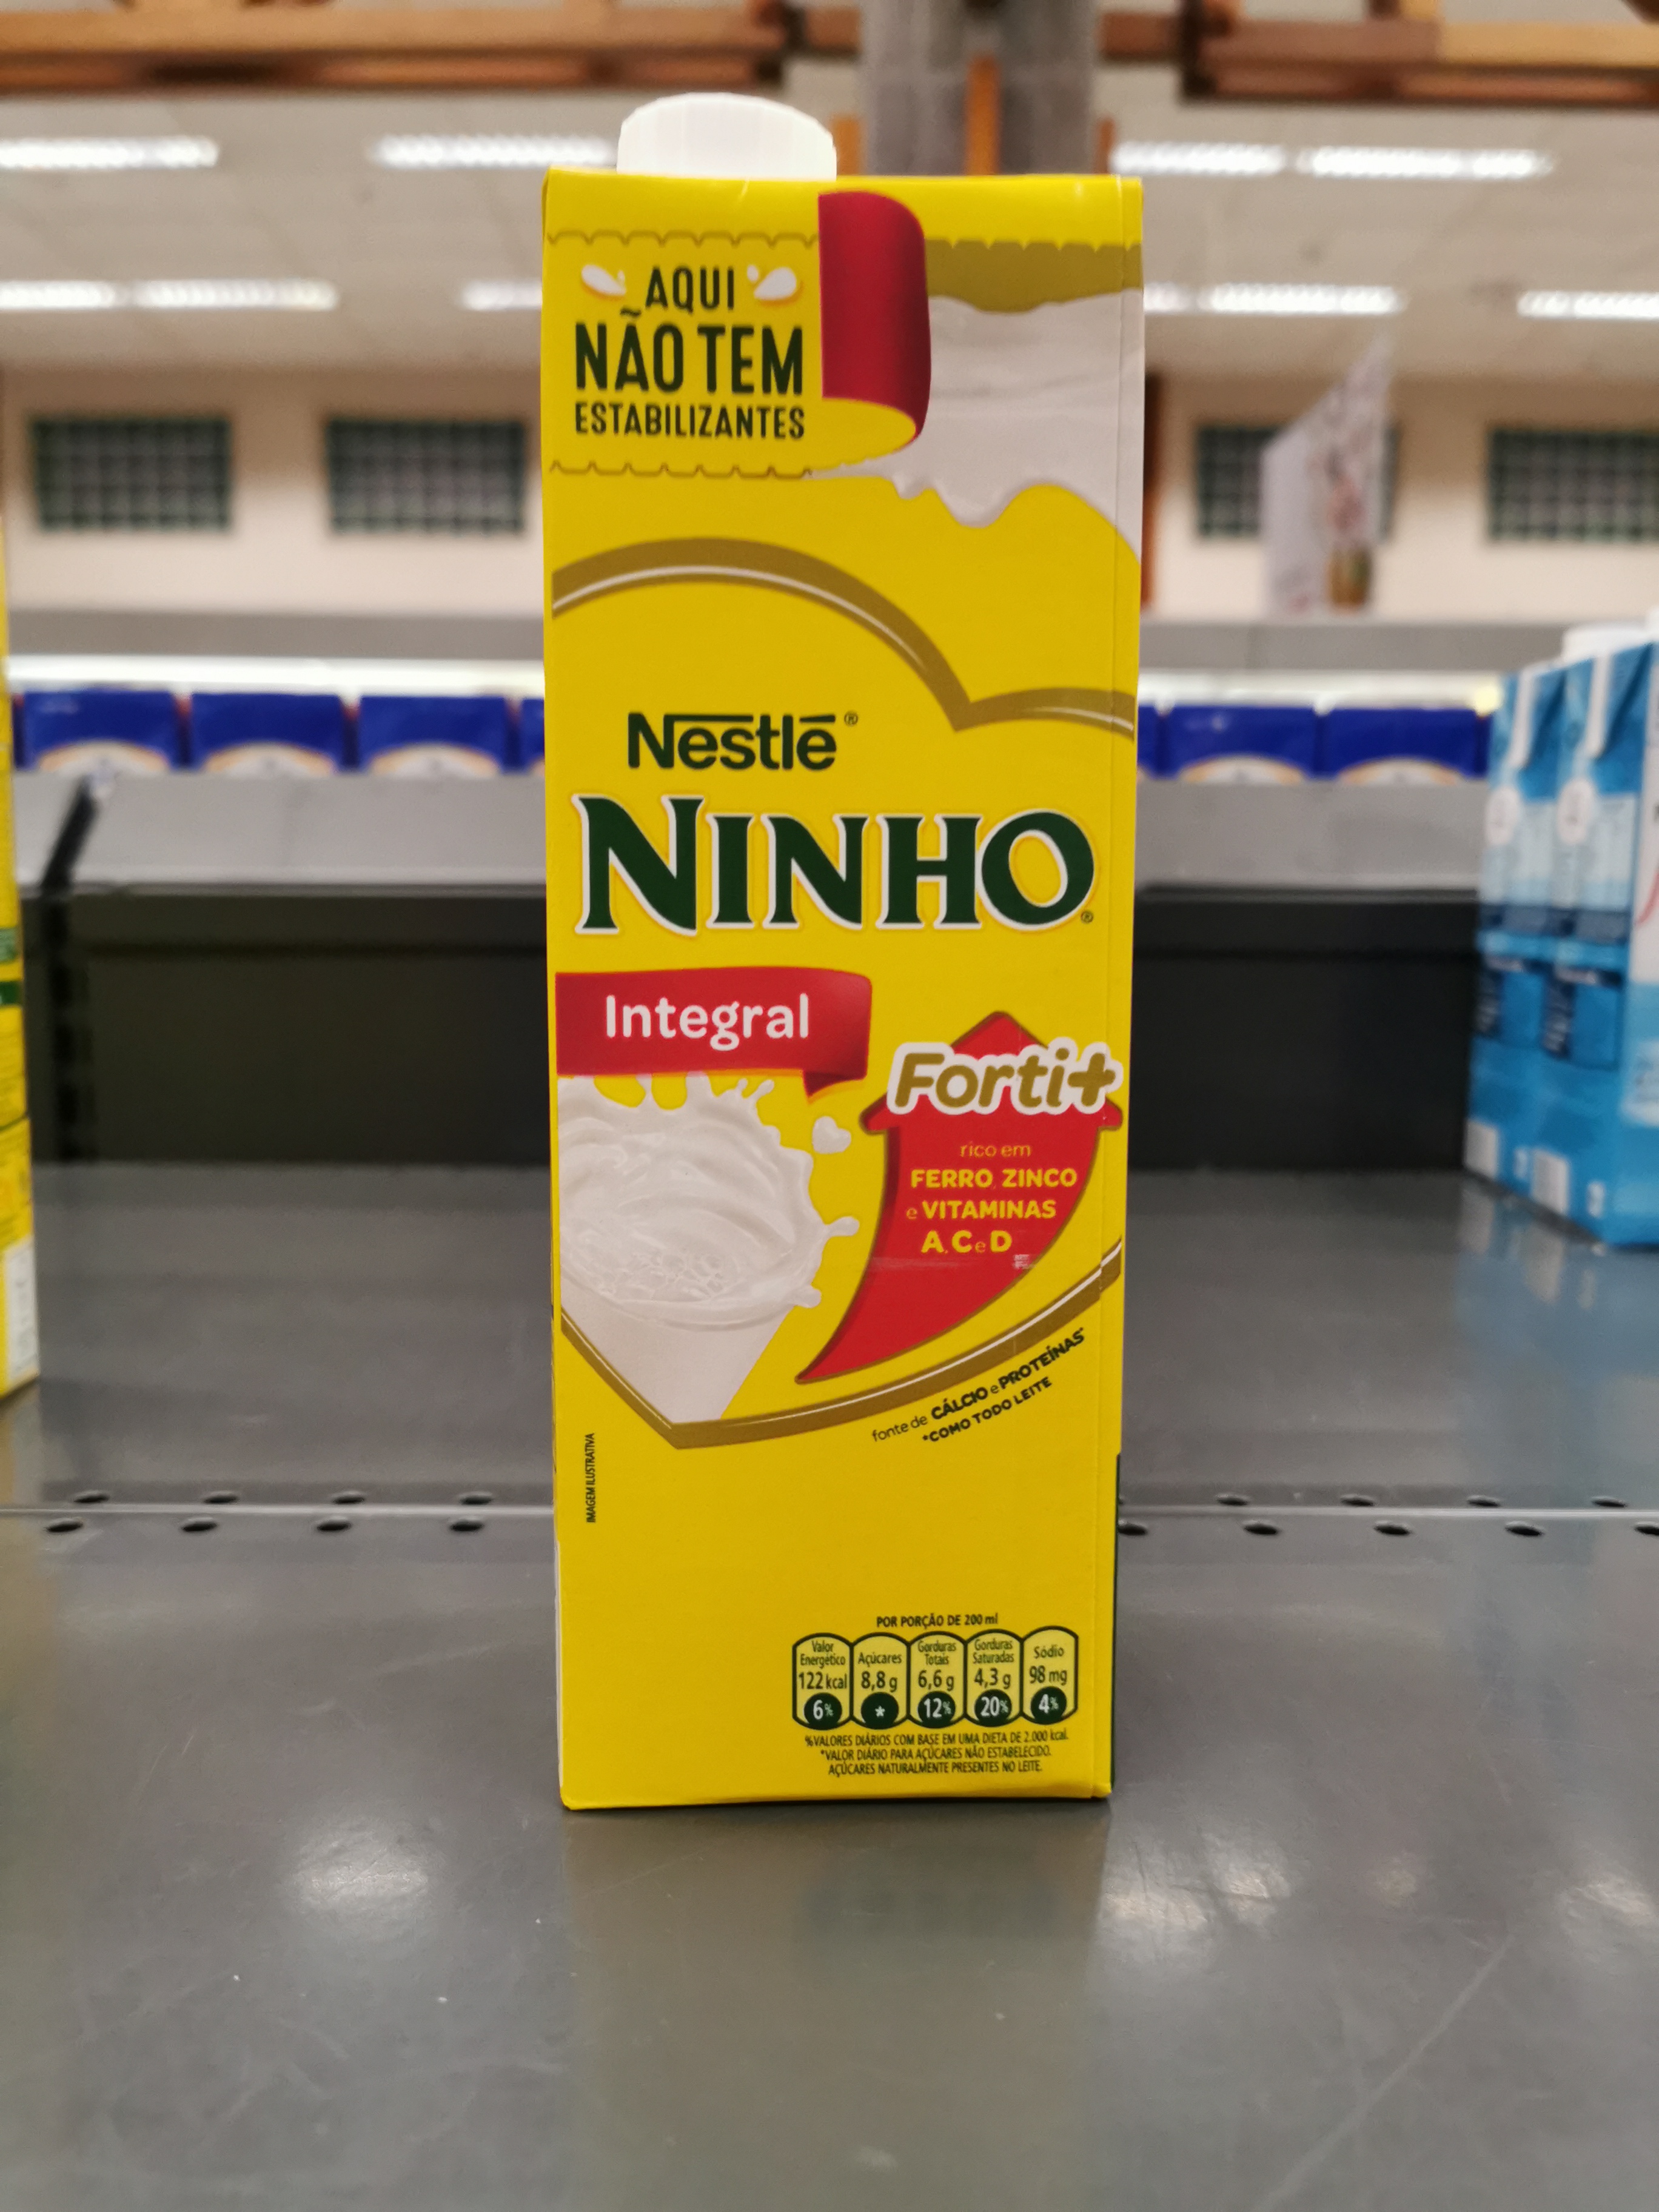 AQUI
NÃO TEM
ESTABILIZANTES
Nestlé®
NINHO®
Integral
Forti+
rico em
FERRO, ZINCO
e VITAMINAS
A, C e D
fonte de CÁLCIO e PROTEÍNAS*
*COMO TODO LEITE
IMAGEM ILUSTRATIVA
POR PORÇÃO DE 200 ml
Valor Energético 122 kcal 6%
Açúcares 8,8 g *
Gorduras Totais 6,6 g 12%
Gorduras Saturadas 4,3 g 20%
Sódio 98 mg 4%
%VALORES DIÁRIOS COM BASE EM UMA DIETA DE 2.000 kcal.
*VALOR DIÁRIO PARA AÇÚCARES NÃO ESTABELECIDO.
AÇÚCARES NATURALMENTE PRESENTES NO LEITE.